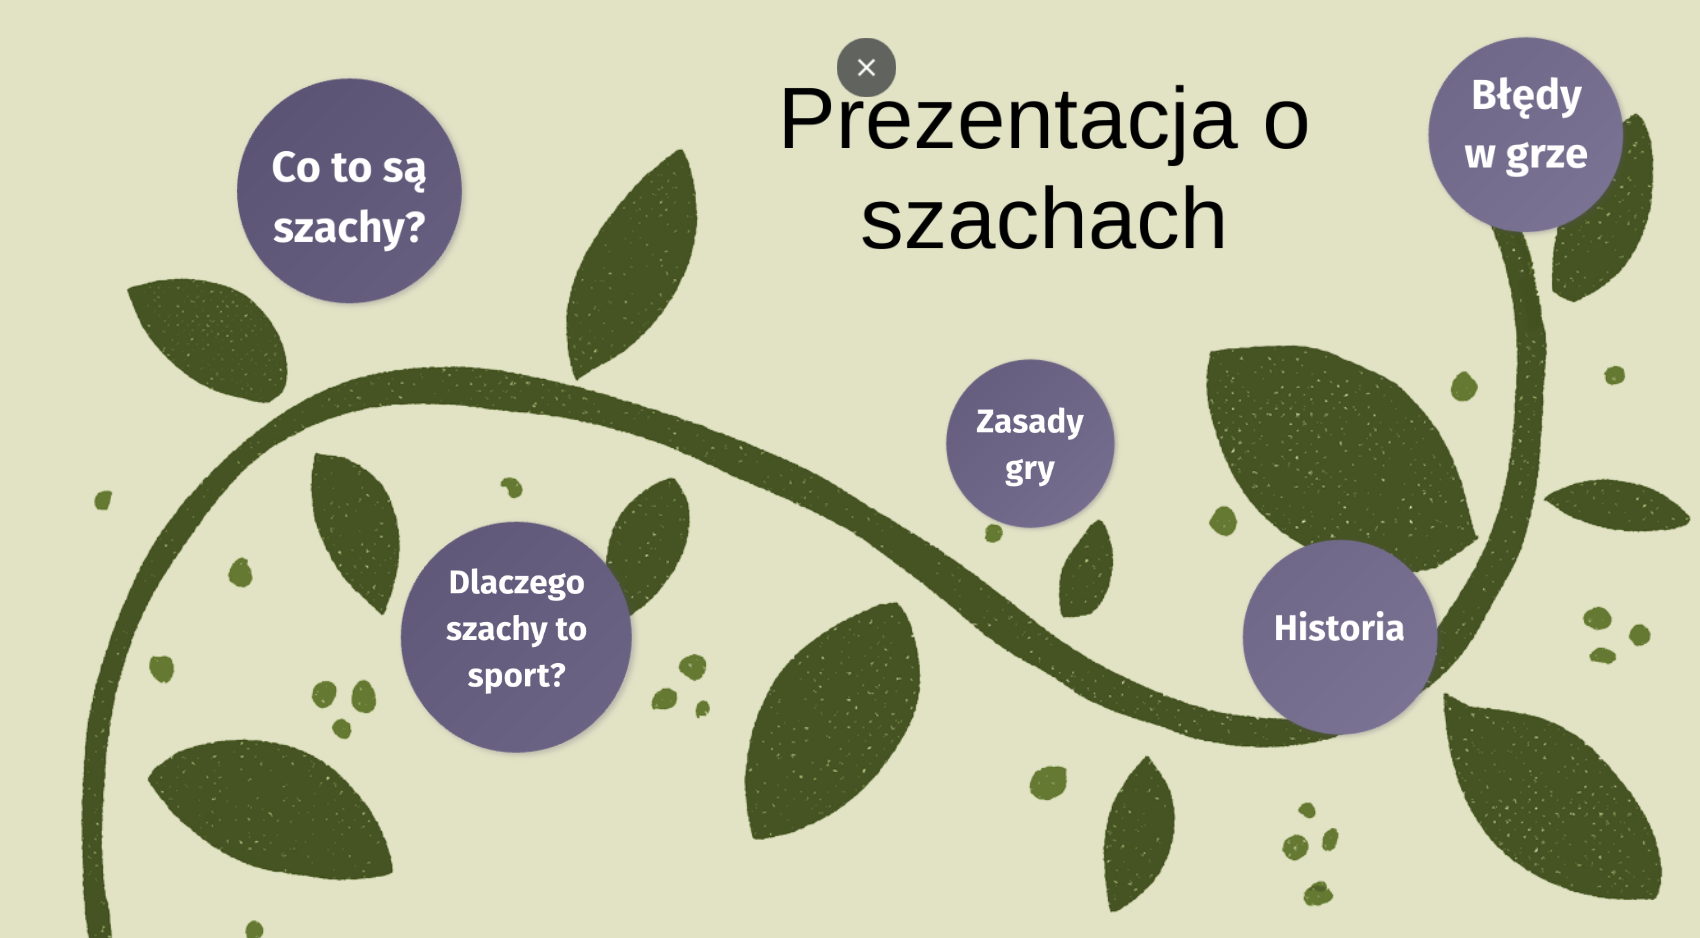 Prezentacja o
szachach
Co to są
szachy?
Błędy
w grze
Zasady
gry
Dlaczego
szachy to
sport?
Historia